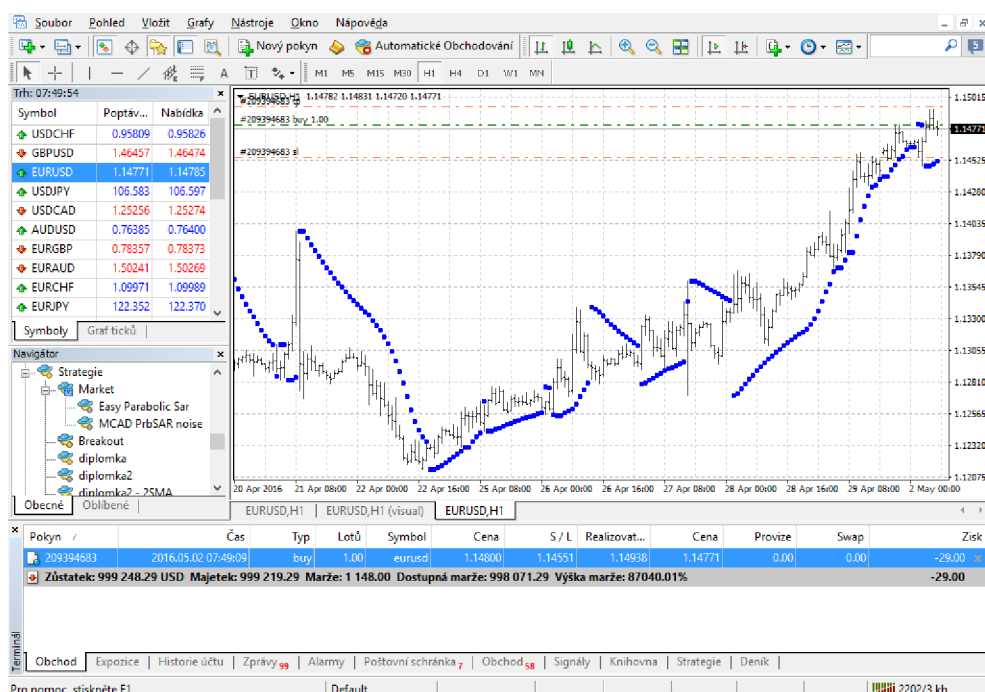 Soubor Pohled Vložit Grafy Nástroje Okno Nápověda
Nový pokyn Automatické Obchodování 5
A T M1 M5 M15 M30 H1 H4 D1 W1 MN
Trh: 07:49:54
Symbol Poptáv... Nabídka
USDCHF 0.95809 0.95826
GBPUSD 1.46457 1.46474
EURUSD 1.14771 1.14785
USDJPY 106.583 106.597
USDCAD 1.25256 1.25274
AUDUSD 0.76385 0.76400
EURGBP 0.78357 0.78373
EURAUD 1.50241 1.50269
EURCHF 1.09971 1.09989
EURJPY 122.352 122.370
Symboly Graf ticků
Navigátor
Strategie
Market
Easy Parabolic Sar
MCAD PrbSAR noise
Breakout
diplomka
diplomka2
diplomka2 - 2SMA
Obecné Oblíbené
EURUSD,H1 1.14782 1.14831 1.14720 1.14771
#209394683 tp
#209394683 buy 1.00
#209394683 sl
1.15015
1.14771
1.14525
1.14280
1.14035
1.13790
1.13545
1.13300
1.13055
1.12810
1.12565
1.12320
1.12075
20 Apr 2016 21 Apr 08:00 22 Apr 00:00 22 Apr 16:00 25 Apr 08:00 26 Apr 00:00 26 Apr 16:00 27 Apr 08:00 28 Apr 00:00 28 Apr 16:00 29 Apr 08:00 2 May 00:00
EURUSD,H1 EURUSD,H1 (visual) EURUSD,H1
Pokyn Čas Typ Lotů Symbol Cena S / L Realizovat... Cena Provize Swap Zisk
209394683 2016.05.02 07:49:09 buy 1.00 eurusd 1.14800 1.14551 1.14938 1.14771 0.00 0.00 -29.00
Zůstatek: 999 248.29 USD Majetek: 999 219.29 Marže: 1 148.00 Dostupná marže: 998 071.29 Výška marže: 87040.01% -29.00
Terminál
Obchod Expozice Historie účtu Zprávy 99 Alarmy Poštovní schránka 7 Obchod 58 Signály Knihovna Strategie Deník
Pro pomoc, stiskněte F1 Default 2202/3 kb